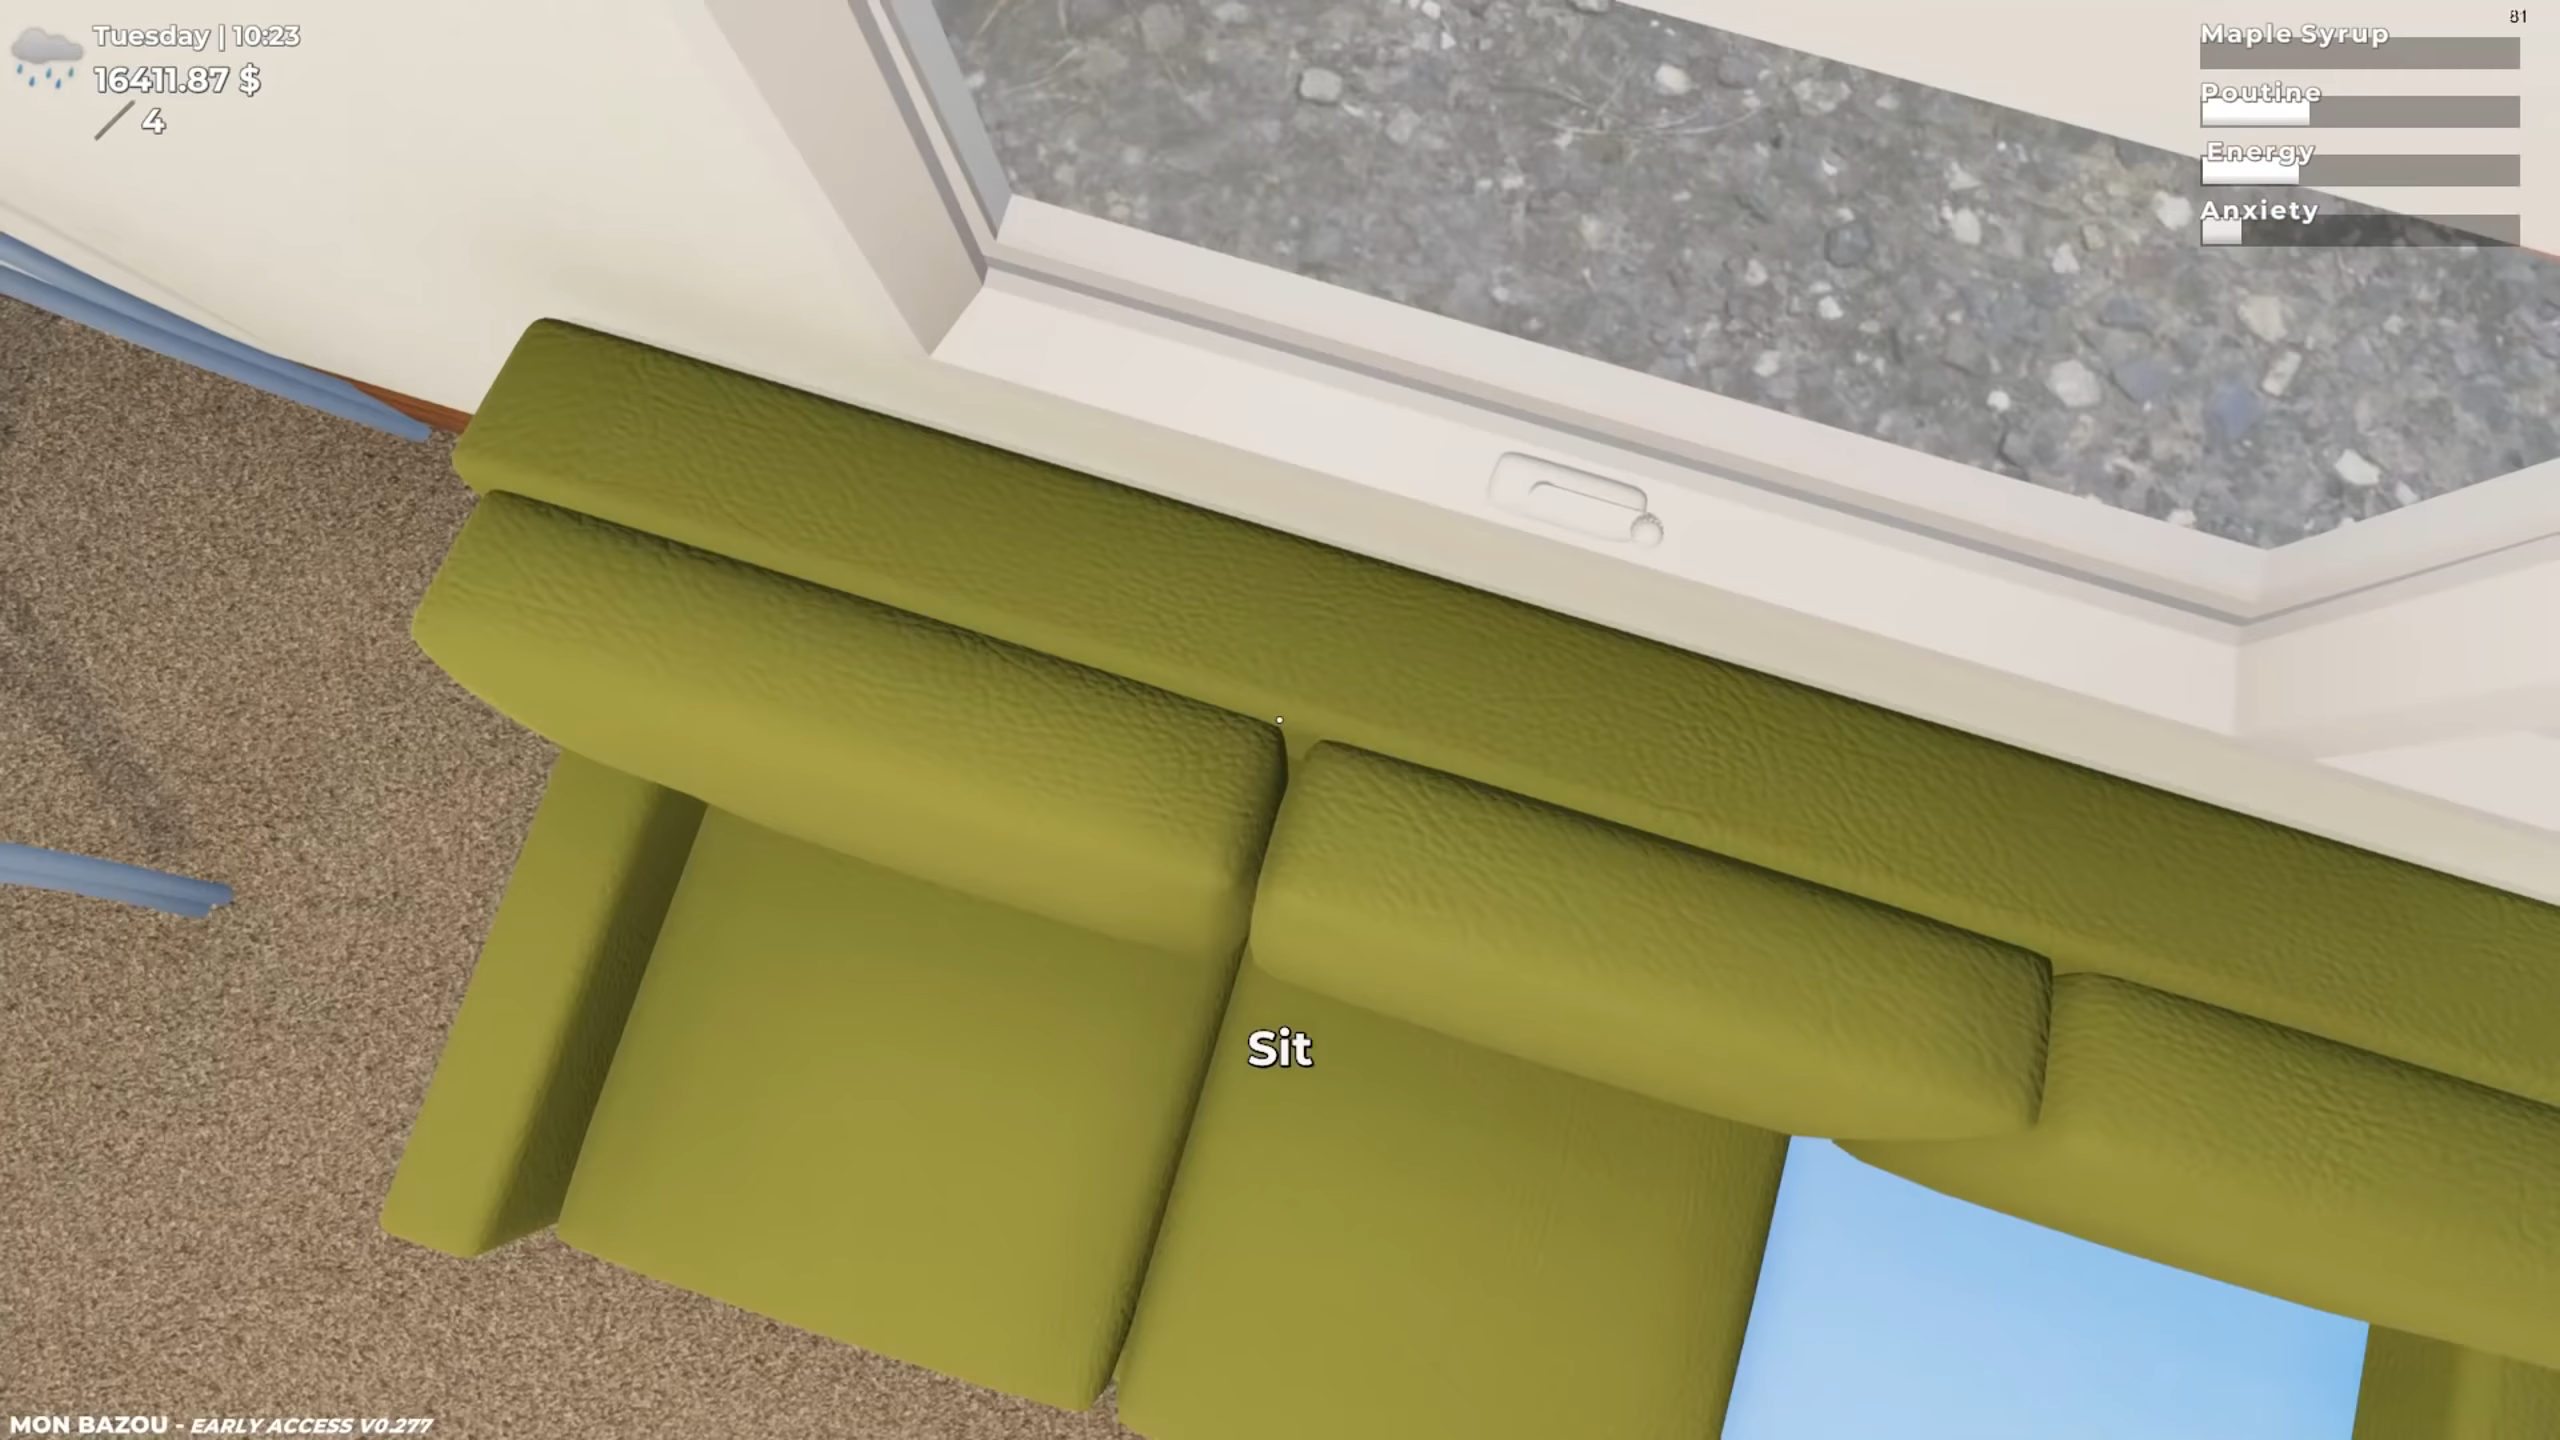 Tuesday | 10:23
16411.87 $
4
81
Maple Syrup
Poutine
Energy
Anxiety
Sit
MON BAZOU - EARLY ACCESS V0.277